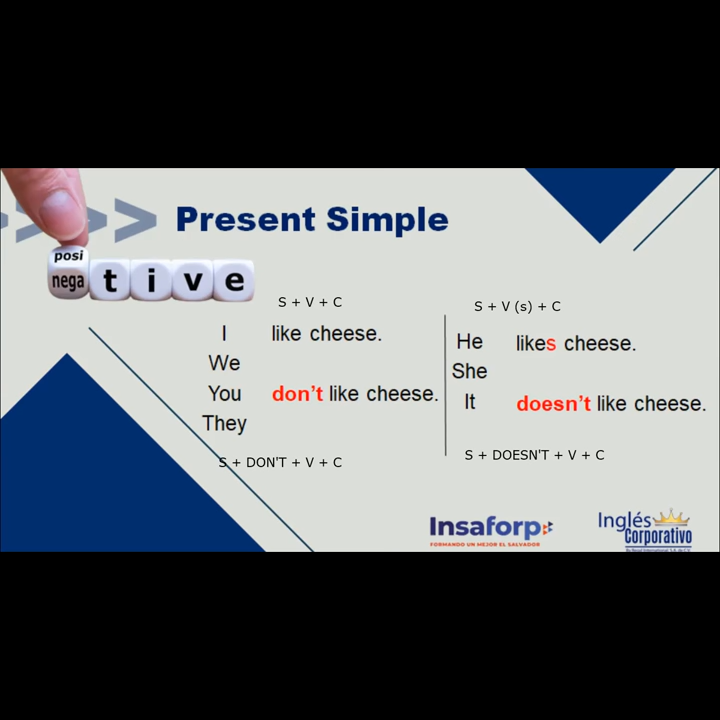 Present Simple
posi
nega t i v e
S + V + C
I like cheese.
We
You don't like cheese.
They
S + DON'T + V + C
S + V (s) + C
He likes cheese.
She
It doesn't like cheese.
S + DOESN'T + V + C
Insaforp
FORMANDO UN MEJOR EL SALVADOR
Inglés
Corporativo